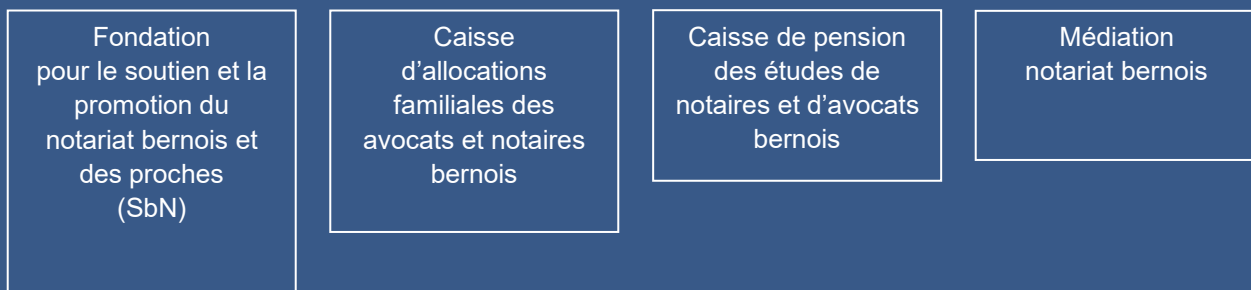 Fondation
pour le soutien et la
promotion du
notariat bernois et
des proches
(SbN)
Caisse
d’allocations
familiales des
avocats et notaires
bernois
Caisse de pension
des études de
notaires et d’avocats
bernois
Médiation
notariat bernois